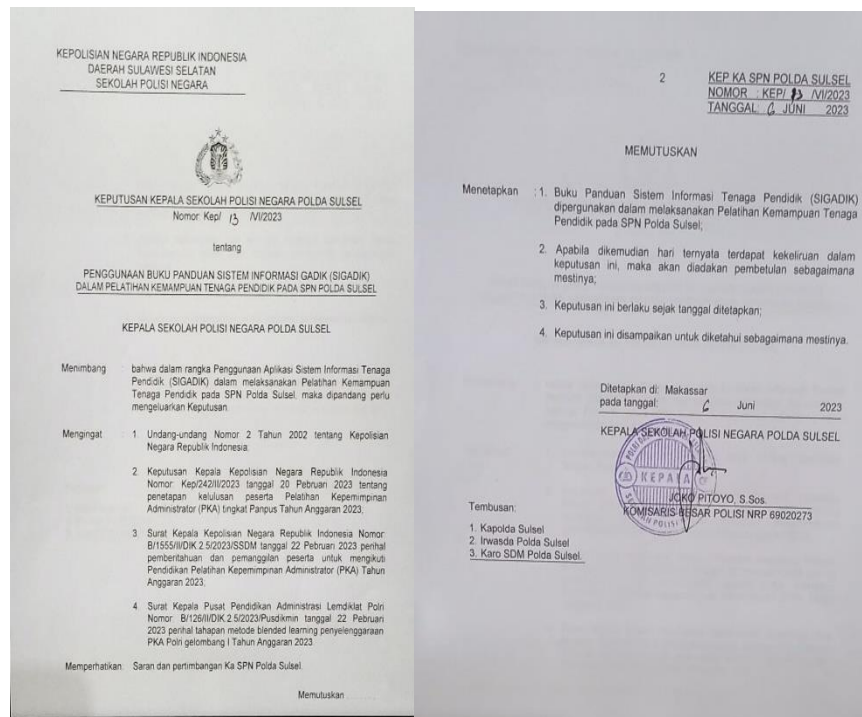 KEPOLISIAN NEGARA REPUBLIK INDONESIA
DAERAH SULAWESI SELATAN
SEKOLAH POLISI NEGARA
KEPUTUSAN KEPALA SEKOLAH POLISI NEGARA POLDA SULSEL
Nomor: Kep/ 13 /VI/2023
tentang
PENGGUNAAN BUKU PANDUAN SISTEM INFORMASI GADIK (SIGADIK)
DALAM PELATIHAN KEMAMPUAN TENAGA PENDIDIK PADA SPN POLDA SULSEL
KEPALA SEKOLAH POLISI NEGARA POLDA SULSEL
Menimbang : bahwa dalam rangka Penggunaan Aplikasi Sistem Informasi Tenaga
Pendidik (SIGADIK) dalam melaksanakan Pelatihan Kemampuan
Tenaga Pendidik pada SPN Polda Sulsel, maka dipandang perlu
mengeluarkan Keputusan.
Mengingat : 1. Undang-undang Nomor 2 Tahun 2002 tentang Kepolisian
Negara Republik Indonesia;
2. Keputusan Kepala Kepolisian Negara Republik Indonesia
Nomor: Kep/242/II/2023 tanggal 20 Pebruari 2023 tentang
penetapan kelulusan peserta Pelatihan Kepemimpinan
Administrator (PKA) tingkat Panpus Tahun Anggaran 2023;
3. Surat Kepala Kepolisian Negara Republik Indonesia Nomor:
B/1555/II/DIK.2.5/2023/SSDM tanggal 22 Pebruari 2023 perihal
pemberitahuan dan pemanggilan peserta untuk mengikuti
Pendidikan Pelatihan Kepemimpinan Administrator (PKA) Tahun
Anggaran 2023;
4. Surat Kepala Pusat Pendidikan Administrasi Lemdiklat Polri
Nomor B/126/II/DIK.2.5/2023/Pusdikmin tanggal 22 Pebruari
2023 perihal tahapan metode blended learning penyelenggaraan
PKA Polri gelombang I Tahun Anggaran 2023.
Memperhatikan: Saran dan pertimbangan Ka SPN Polda Sulsel.
Memutuskan..........
2
KEP KA SPN POLDA SULSEL
NOMOR : KEP/ 13 /VI/2023
TANGGAL: 6 JUNI 2023
MEMUTUSKAN
Menetapkan : 1. Buku Panduan Sistem Informasi Tenaga Pendidik (SIGADIK)
dipergunakan dalam melaksanakan Pelatihan Kemampuan Tenaga
Pendidik pada SPN Polda Sulsel;
2. Apabila dikemudian hari ternyata terdapat kekeliruan dalam
keputusan ini, maka akan diadakan pembetulan sebagaimana
mestinya;
3. Keputusan ini berlaku sejak tanggal ditetapkan;
4. Keputusan ini disampaikan untuk diketahui sebagaimana mestinya.
Ditetapkan di: Makassar
pada tanggal: 6 Juni 2023
KEPALA SEKOLAH POLISI NEGARA POLDA SULSEL
KEPALA
JOKO PITOYO, S.Sos.
KOMISARIS BESAR POLISI NRP 69020273
Tembusan:
1. Kapolda Sulsel
2. Irwasda Polda Sulsel
3. Karo SDM Polda Sulsel.